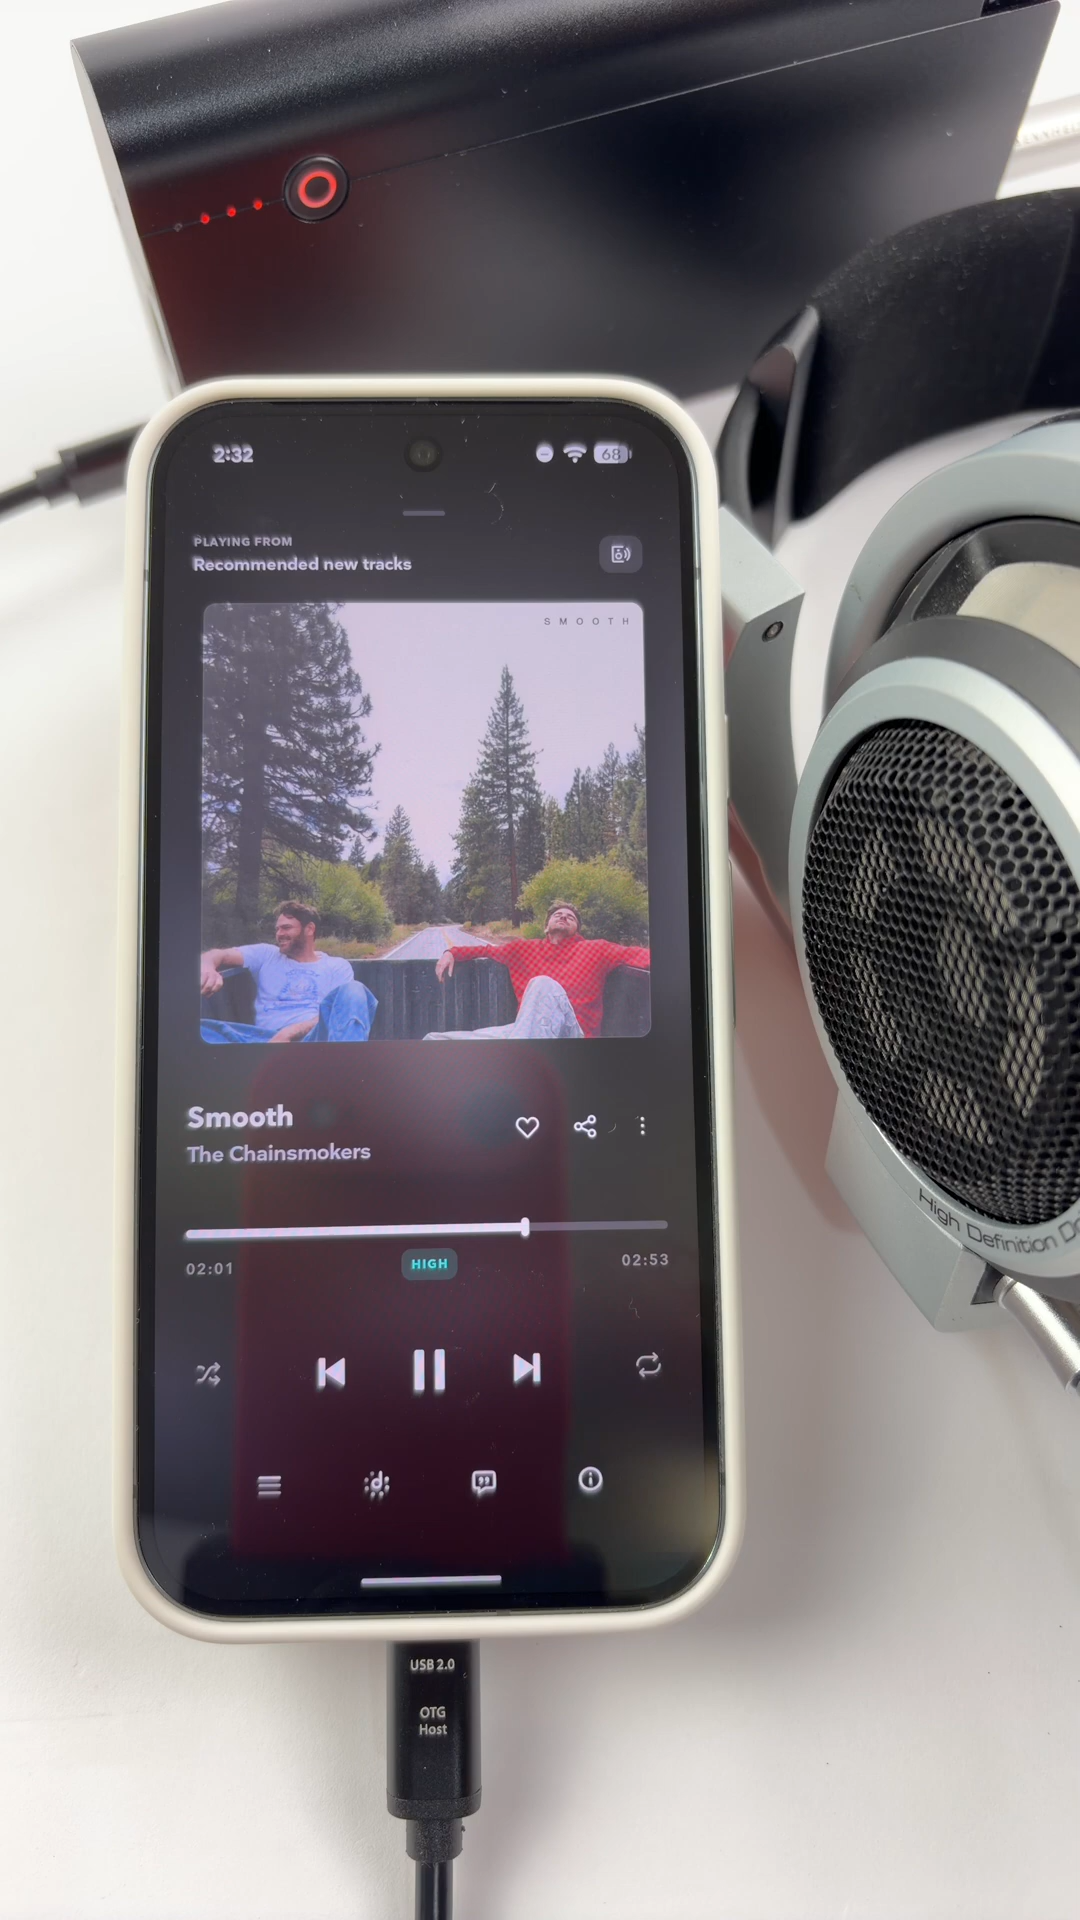 2:32
68
PLAYING FROM
Recommended new tracks
SMOOTH
Smooth
The Chainsmokers
02:01
HIGH
02:53
USB 2.0
OTG
Host
High Definition